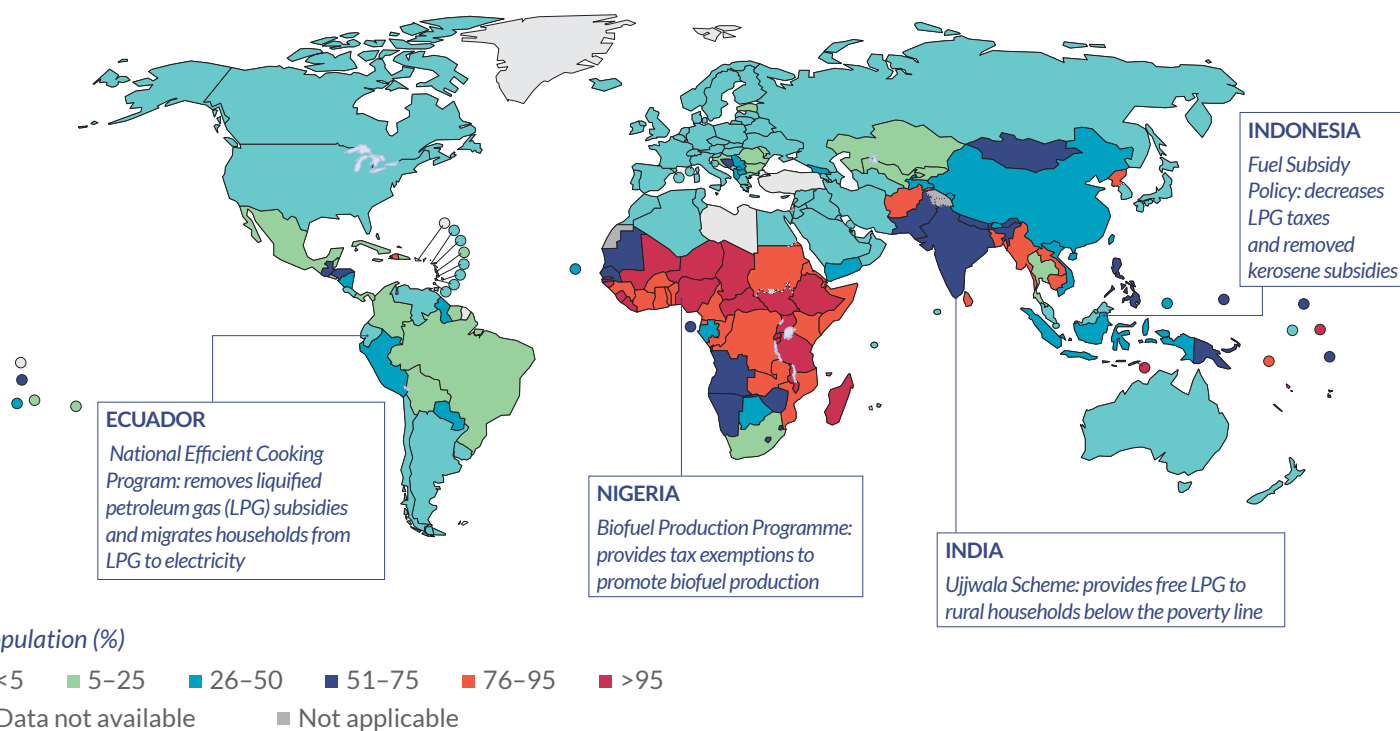 INDONESIA
Fuel Subsidy
Policy: decreases
LPG taxes
and removed
kerosene subsidies
ECUADOR
National Efficient Cooking
Program: removes liquified
petroleum gas (LPG) subsidies
and migrates households from
LPG to electricity
NIGERIA
Biofuel Production Programme:
provides tax exemptions to
promote biofuel production
INDIA
Ujjwala Scheme: provides free LPG to
rural households below the poverty line
pulation (%)
<5 5–25 26–50 51–75 76–95 >95
Data not available Not applicable